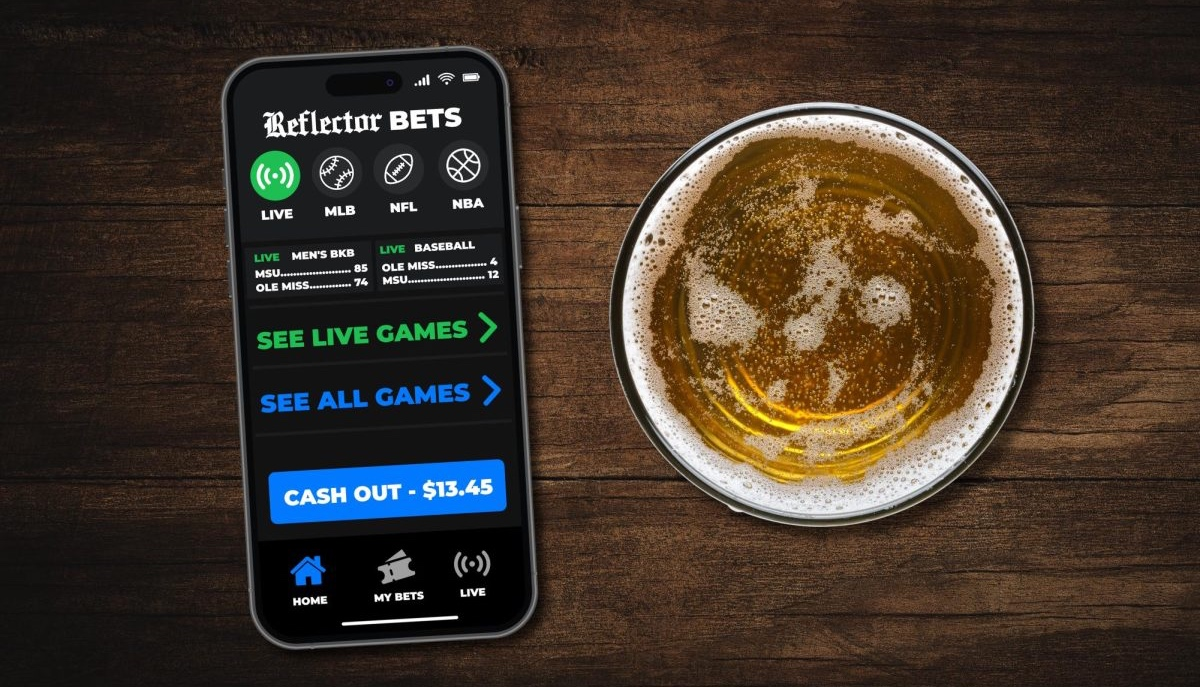 Reflector BETS
LIVE MLB NFL NBA
LIVE MEN'S BKB
MSU..................... 85
OLE MISS............. 74
LIVE BASEBALL
OLE MISS............... 4
MSU........................ 12
SEE LIVE GAMES
SEE ALL GAMES
CASH OUT - $13.45
HOME MY BETS LIVE